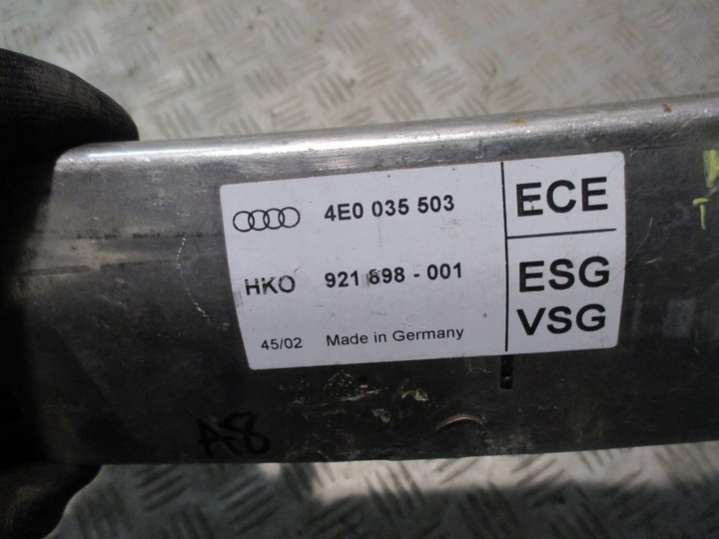 4E0 035 503
ECE
HKO 921 698 - 001
ESG
VSG
45/02 Made in Germany
A8